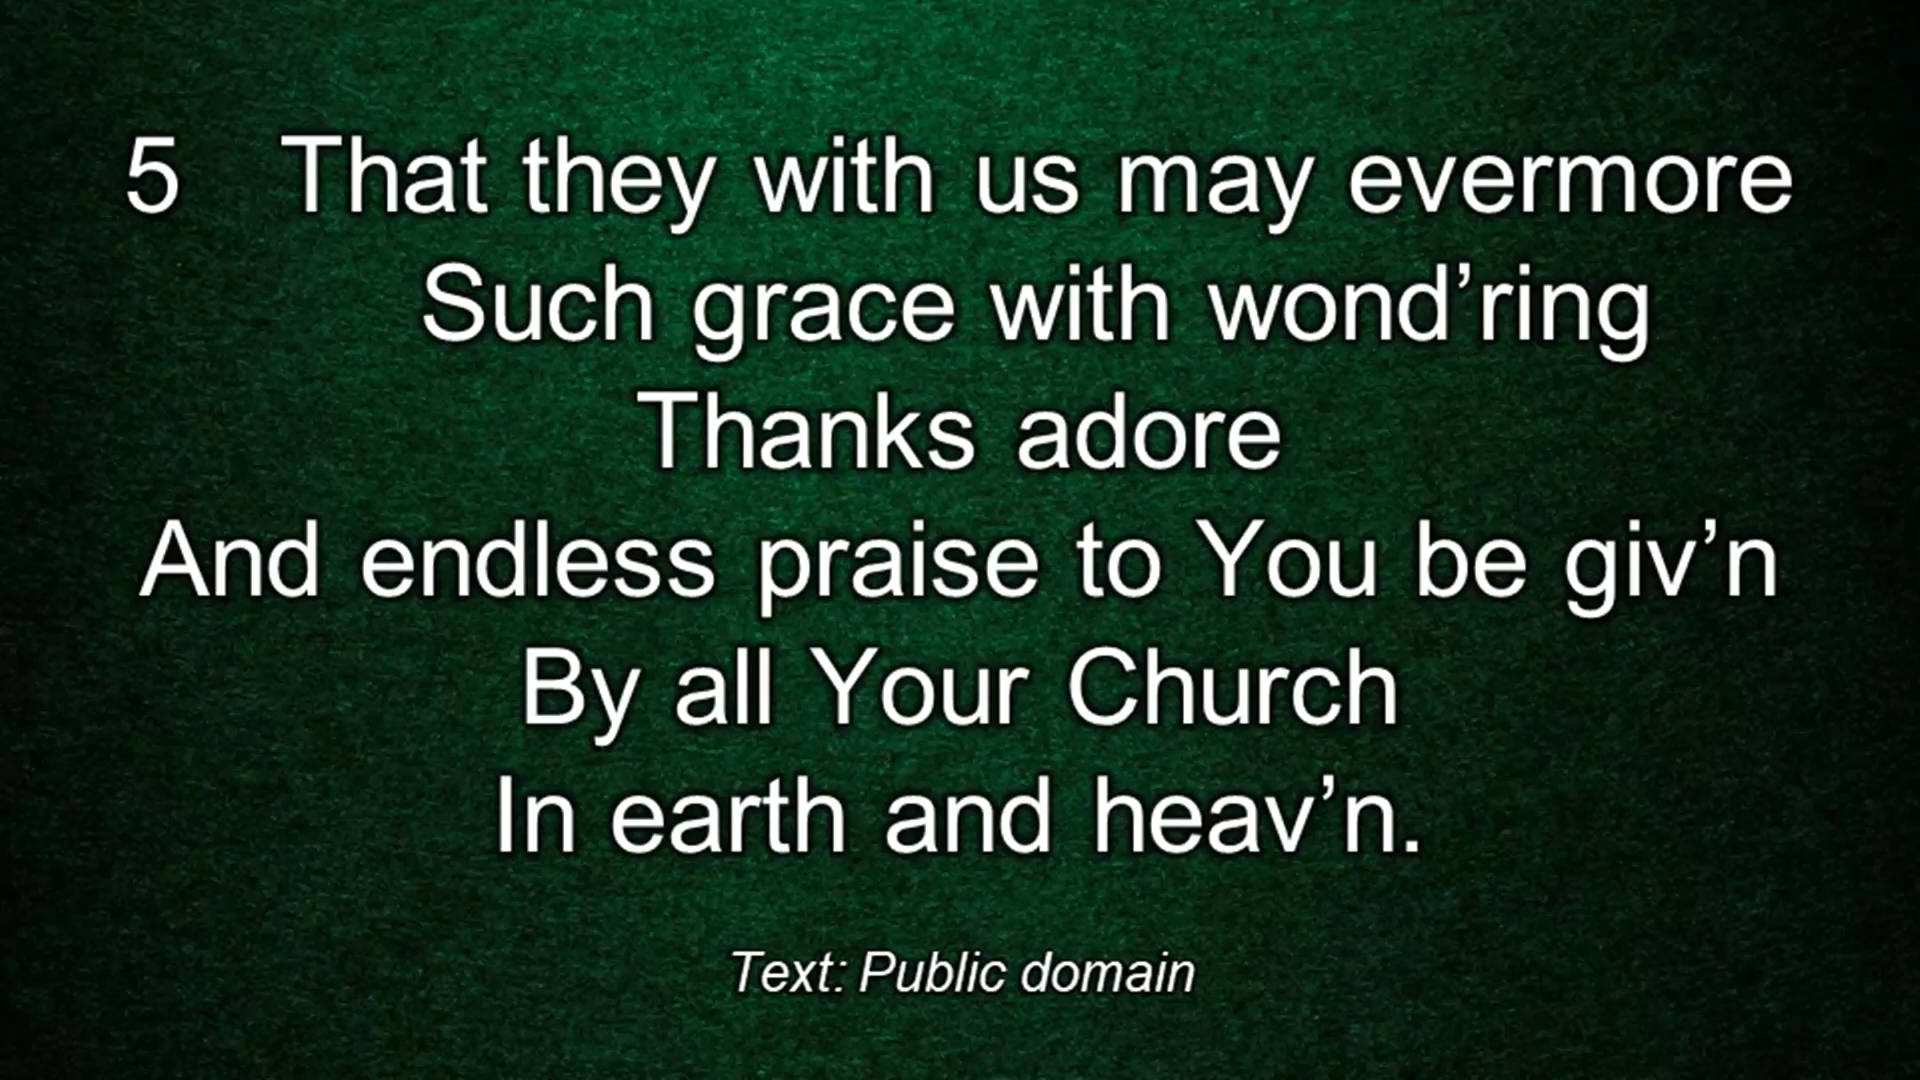 5 That they with us may evermore
Such grace with wond’ring
Thanks adore
And endless praise to You be giv’n
By all Your Church
In earth and heav’n.
Text: Public domain